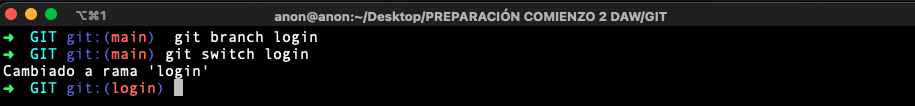 ⌥⌘1 anon@anon:~/Desktop/PREPARACIÓN COMIENZO 2 DAW/GIT
➜ GIT git:(main) git branch login
➜ GIT git:(main) git switch login
Cambiado a rama 'login'
➜ GIT git:(login)